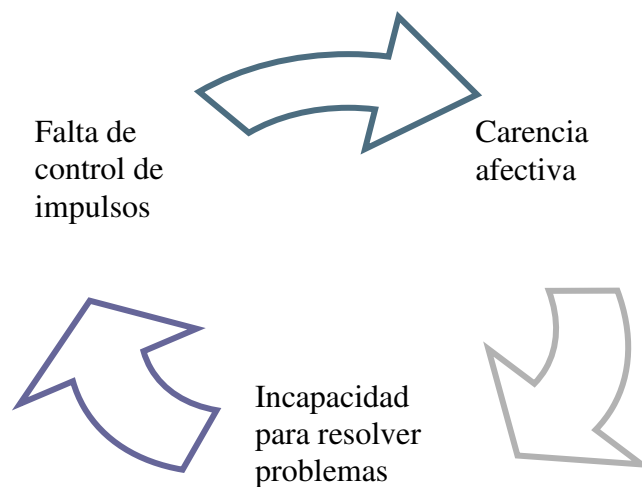 Falta de
control de
impulsos
Carencia
afectiva
Incapacidad
para resolver
problemas